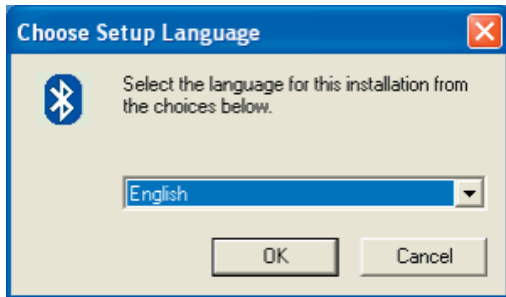 Choose Setup Language
Select the language for this installation from
the choices below.
English
OK
Cancel